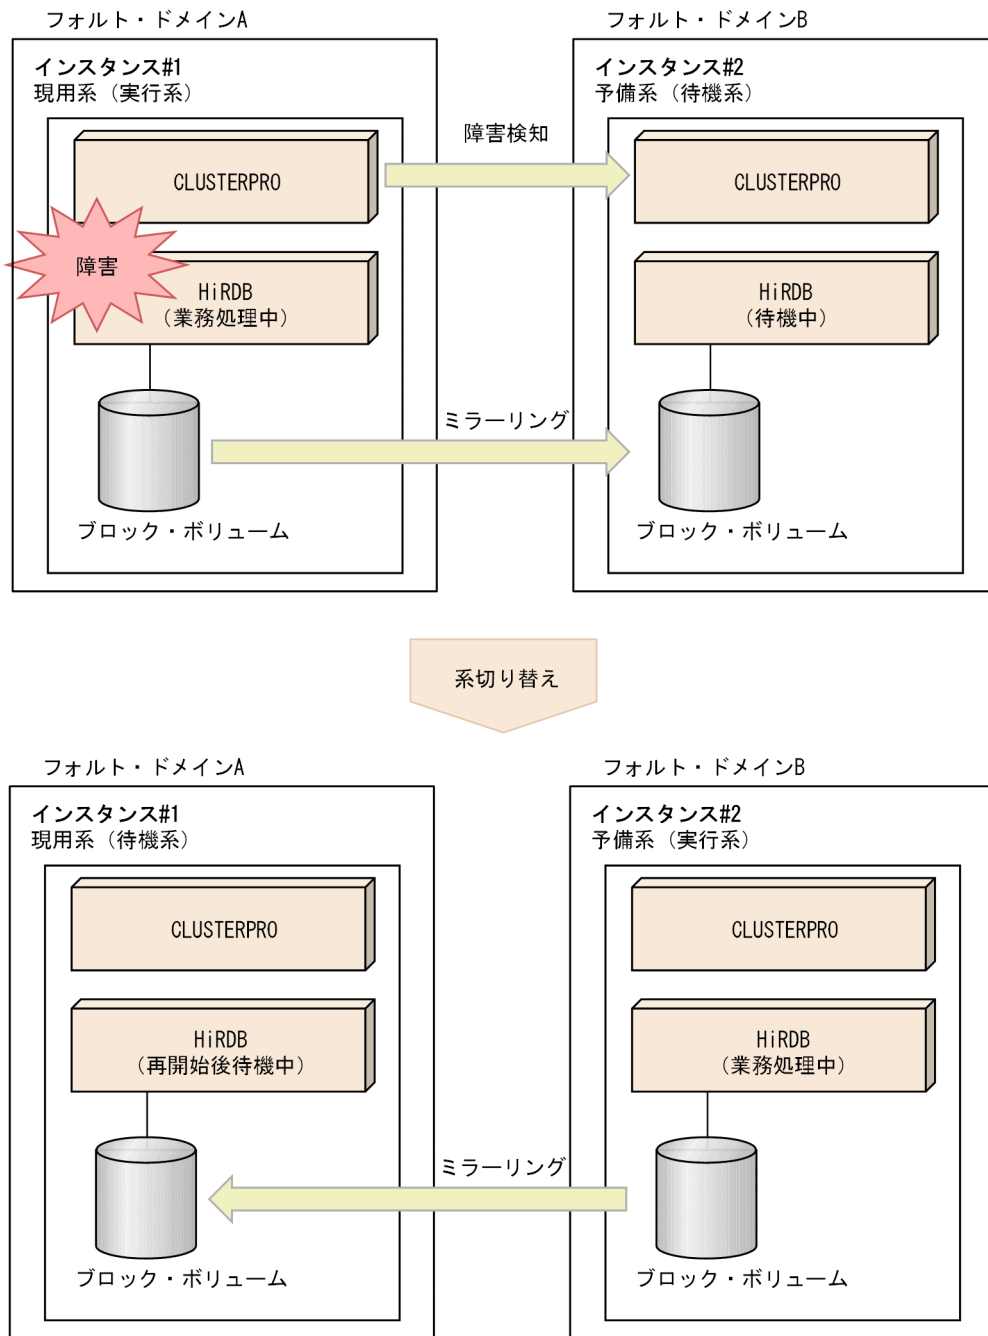 フォルト・ドメインA
インスタンス#1
現用系（実行系）
CLUSTERPRO
障害
HiRDB
（業務処理中）
ブロック・ボリューム
障害検知
ミラーリング
フォルト・ドメインB
インスタンス#2
予備系（待機系）
CLUSTERPRO
HiRDB
（待機中）
ブロック・ボリューム
系切り替え
フォルト・ドメインA
インスタンス#1
現用系（待機系）
CLUSTERPRO
HiRDB
（再開始後待機中）
ブロック・ボリューム
ミラーリング
フォルト・ドメインB
インスタンス#2
予備系（実行系）
CLUSTERPRO
HiRDB
（業務処理中）
ブロック・ボリューム